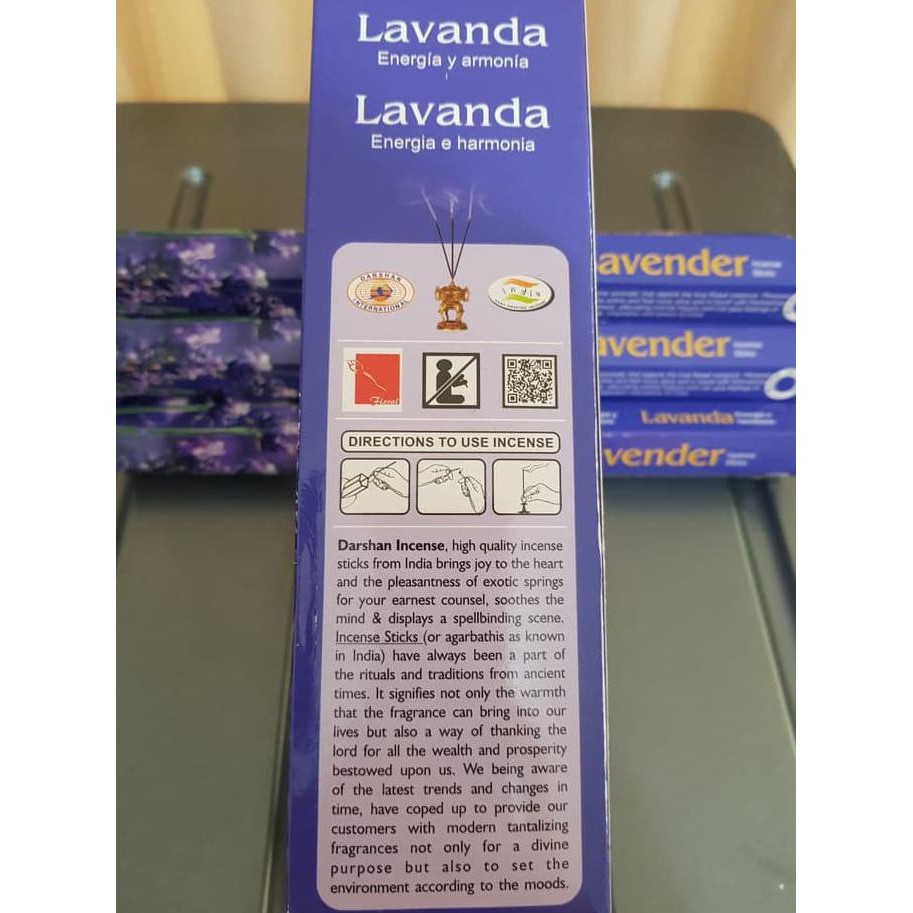 Lavanda
Energía y armonía
Lavanda
Energia e harmonia
DARSHAN
INTERNATIONAL
India
Floral
avender
avender
Lavanda
vender
DIRECTIONS TO USE INCENSE
Darshan Incense, high quality incense
sticks from India brings joy to the heart
and the pleasantness of exotic springs
for your earnest counsel, soothes the
mind & displays a spellbinding scene.
Incense Sticks (or agarbathis as known
in India) have always been a part of
the rituals and traditions from ancient
times. It signifies not only the warmth
that the fragrance can bring into our
lives but also a way of thanking the
lord for all the wealth and prosperity
bestowed upon us. We being aware
of the latest trends and changes in
time, have coped up to provide our
customers with modern tantalizing
fragrances not only for a divine
purpose but also to set the
environment according to the moods.